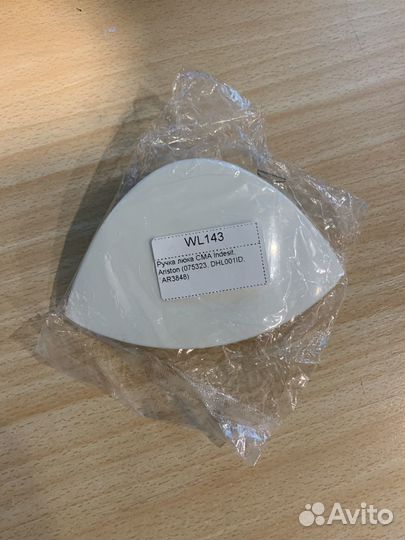 WL143
Ручка люка СМА Indesit,
Ariston (075323, DHL001ID,
AR3848)
Avito